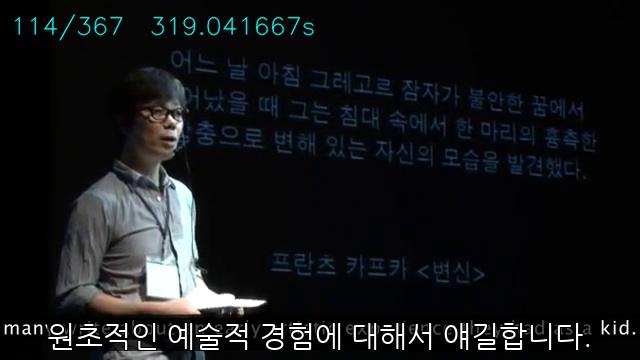 114/367 319.041667s
어느 날 아침 그레고르 잠자가 불안한 꿈에서
어났을 때 그는 침대 속에서 한 마리의 흉측한
충으로 변해 있는 자신의 모습을 발견했다.
프란츠 카프카 <변신>
many as a kid.
원초적인 예술적 경험에 대해서 얘길합니다.